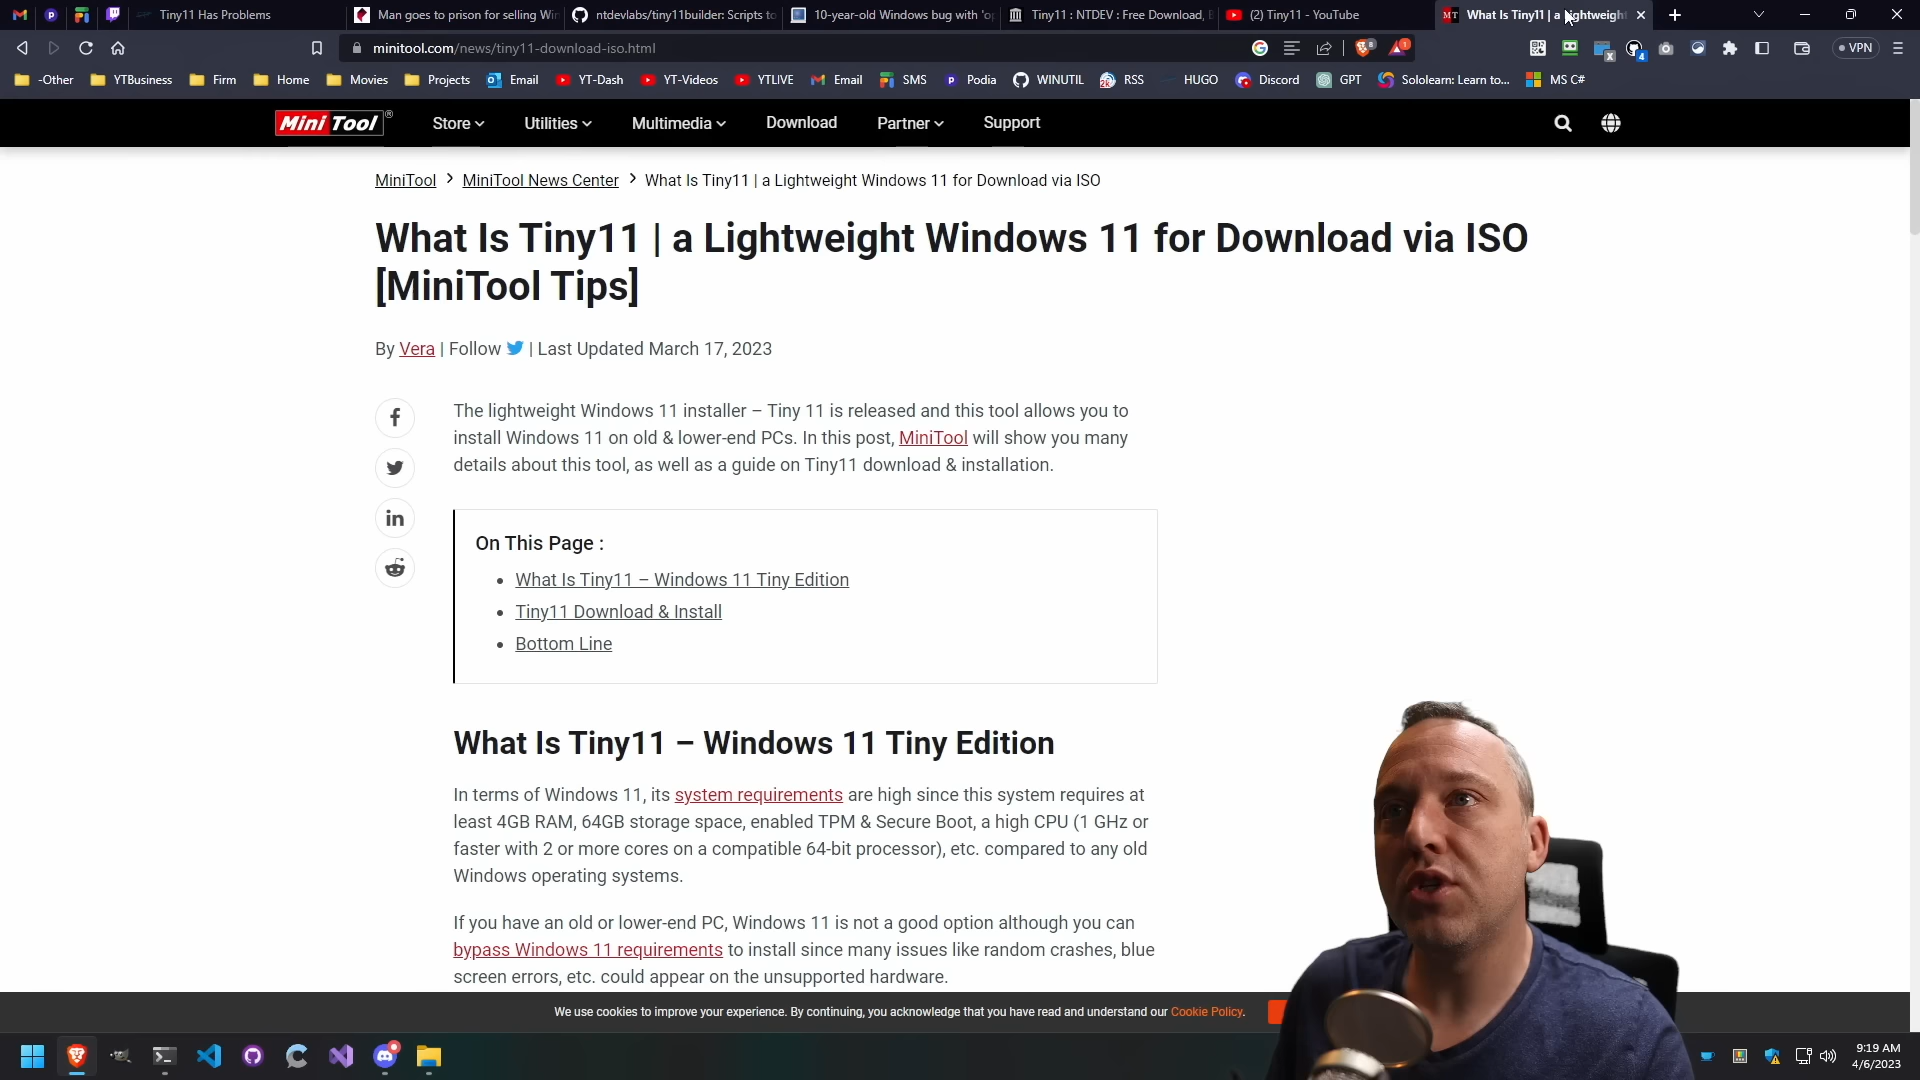 Tiny11 Has Problems
Man goes to prison for selling Win
ntdevlabs/tiny11builder: Scripts to
10-year-old Windows bug with 'op
Tiny11 : NTDEV : Free Download, B
(2) Tiny11 - YouTube
MT What Is Tiny11 | a Lightweight
minitool.com/news/tiny11-download-iso.html
8
1
X
4
VPN
-Other
YTBusiness
Firm
Home
Movies
Projects
Email
YT-Dash
YT-Videos
YTLIVE
Email
SMS
Podia
WINUTIL
RSS
HUGO
Discord
GPT
Sololearn: Learn to...
MS C#
Mini Tool®
Store
Utilities
Multimedia
Download
Partner
Support
MiniTool > MiniTool News Center > What Is Tiny11 | a Lightweight Windows 11 for Download via ISO
What Is Tiny11 | a Lightweight Windows 11 for Download via ISO
[MiniTool Tips]
By Vera | Follow | Last Updated March 17, 2023
The lightweight Windows 11 installer – Tiny 11 is released and this tool allows you to
install Windows 11 on old & lower-end PCs. In this post, MiniTool will show you many
details about this tool, as well as a guide on Tiny11 download & installation.
On This Page :
• What Is Tiny11 – Windows 11 Tiny Edition
• Tiny11 Download & Install
• Bottom Line
What Is Tiny11 – Windows 11 Tiny Edition
In terms of Windows 11, its system requirements are high since this system requires at
least 4GB RAM, 64GB storage space, enabled TPM & Secure Boot, a high CPU (1 GHz or
faster with 2 or more cores on a compatible 64-bit processor), etc. compared to any old
Windows operating systems.
If you have an old or lower-end PC, Windows 11 is not a good option although you can
bypass Windows 11 requirements to install since many issues like random crashes, blue
screen errors, etc. could appear on the unsupported hardware.
We use cookies to improve your experience. By continuing, you acknowledge that you have read and understand our Cookie Policy.
9:19 AM
4/6/2023